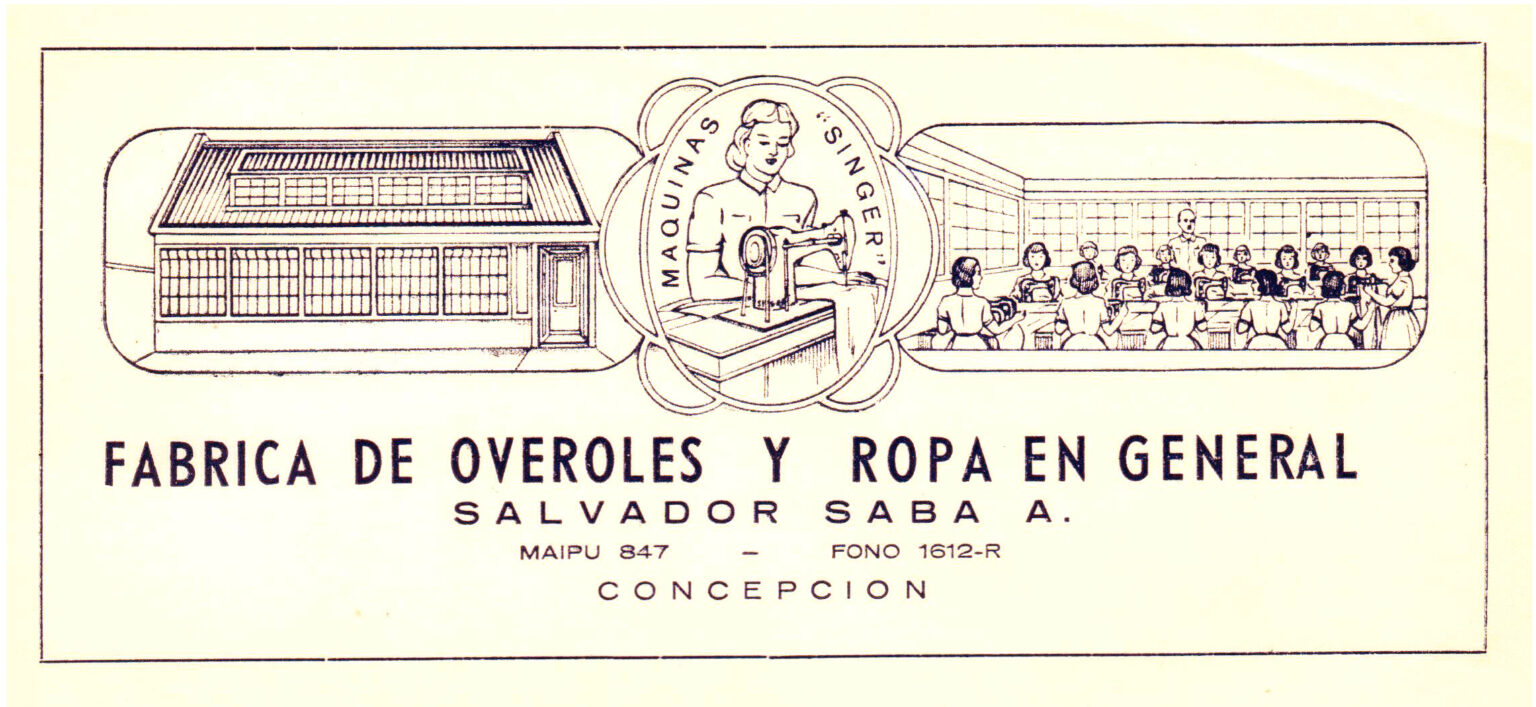 MAQUINAS "SINGER"
FABRICA DE OVEROLES Y ROPA EN GENERAL
SALVADOR SABA A.
MAIPU 847 - FONO 1612-R
CONCEPCION